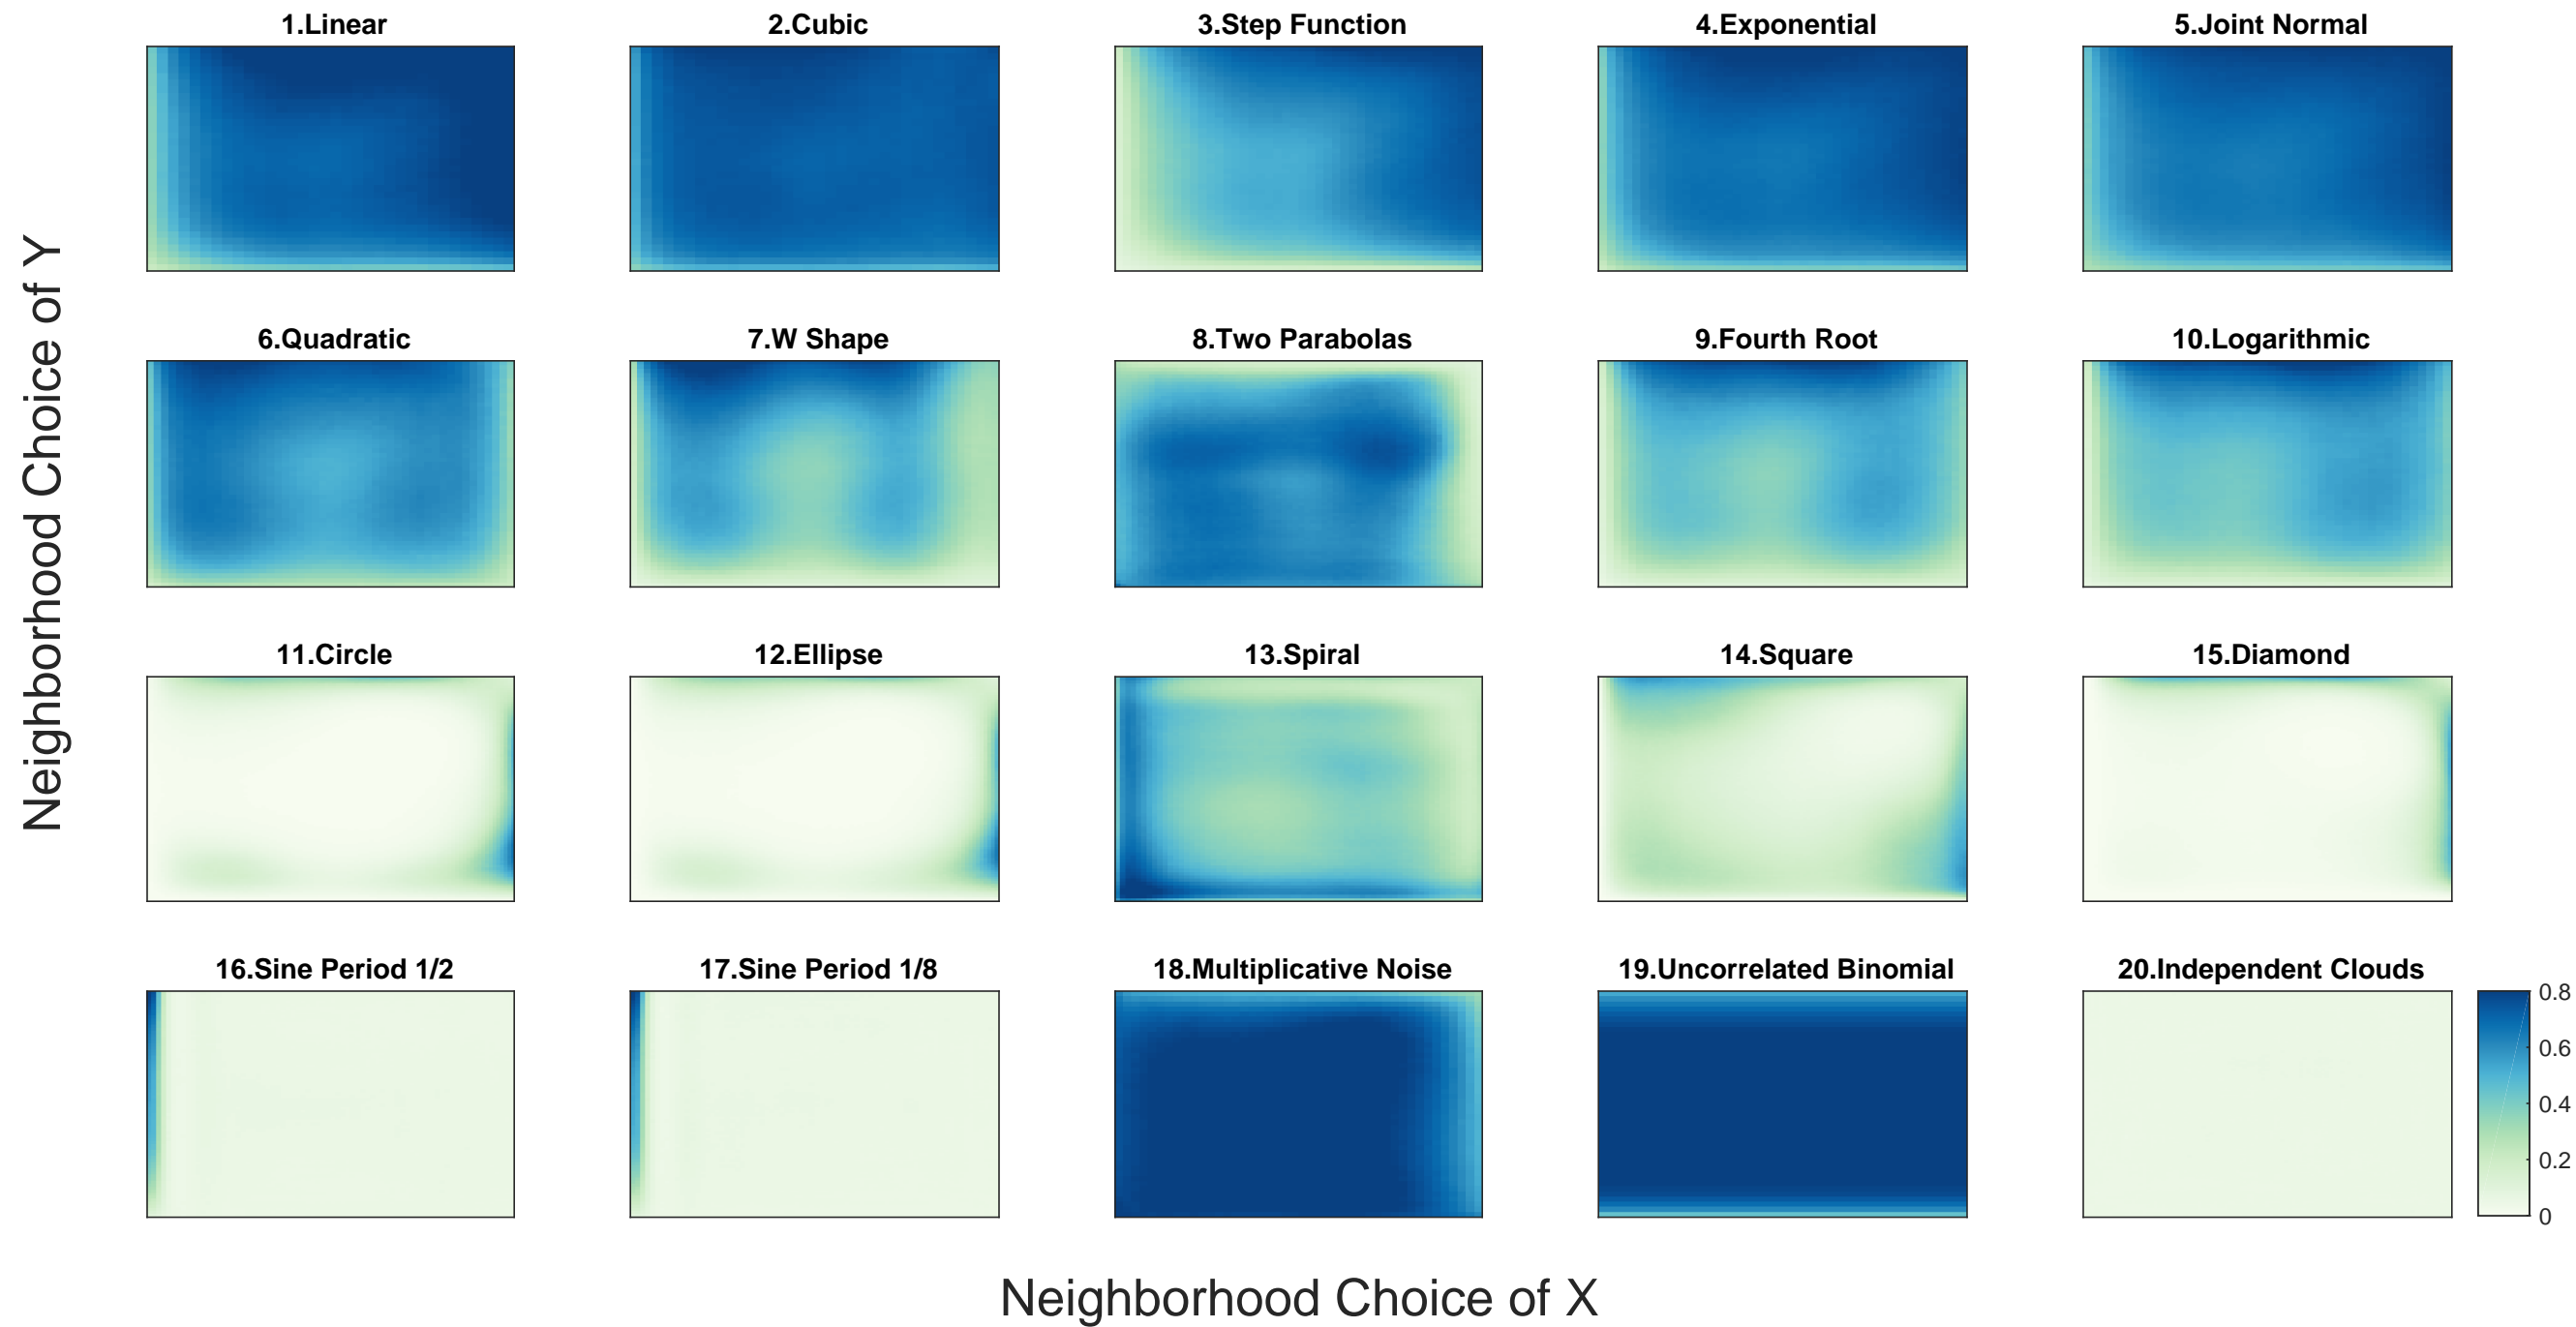 1.Linear
2.Cubic
3.Step Function
4.Exponential
5.Joint Normal
Neighborhood Choice of Y
6.Quadratic
7.W Shape
8.Two Parabolas
9.Fourth Root
10.Logarithmic
11.Circle
12.Ellipse
13.Spiral
14.Square
15.Diamond
16.Sine Period 1/2
17.Sine Period 1/8
18.Multiplicative Noise
19.Uncorrelated Binomial
20.Independent Clouds
0.8
0.6
0.4
0.2
0
Neighborhood Choice of X